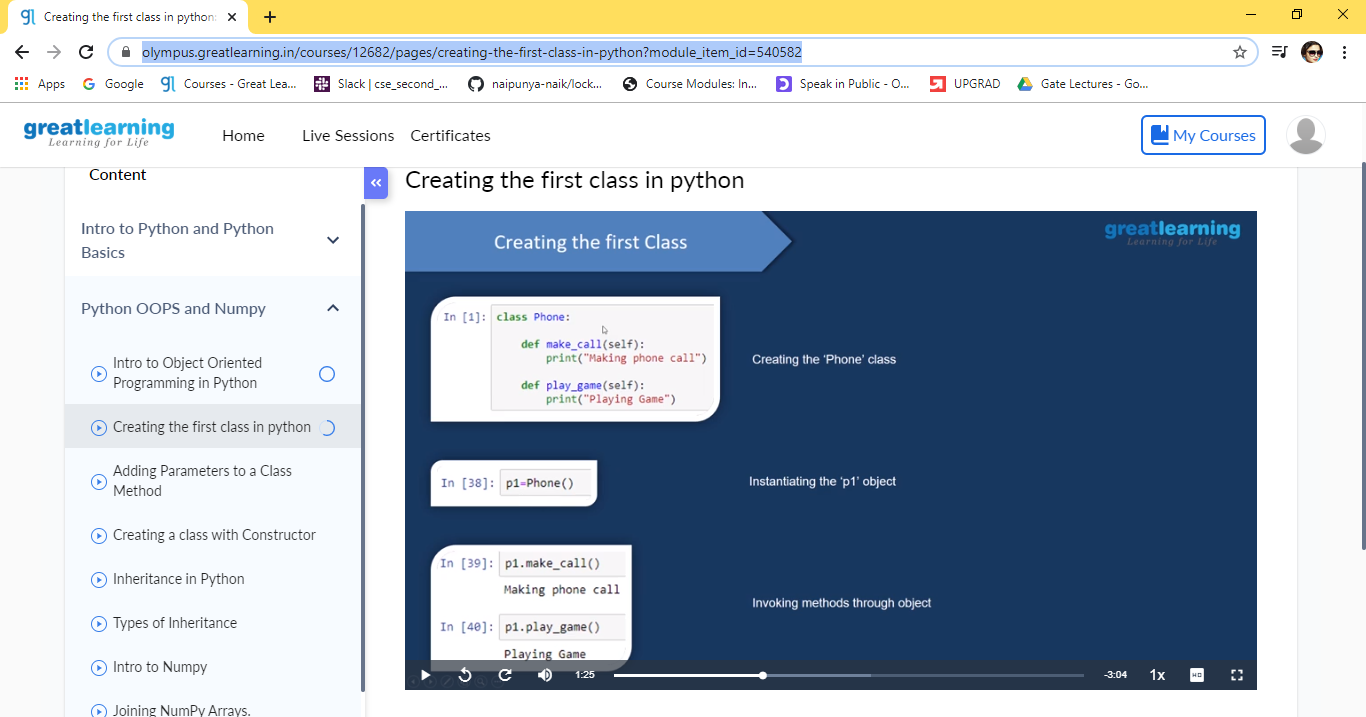 Creating the first class in python
olympus.greatlearning.in/courses/12682/pages/creating-the-first-class-in-python?module_item_id=540582
Apps
Google
Courses - Great Lea...
Slack | cse_second_...
naipunya-naik/lock...
Course Modules: In...
Speak in Public - O...
UPGRAD
Gate Lectures - Go...
greatlearning
Learning for Life
Home
Live Sessions
Certificates
My Courses
Content
Intro to Python and Python
Basics
Python OOPS and Numpy
Intro to Object Oriented
Programming in Python
Creating the first class in python
Adding Parameters to a Class
Method
Creating a class with Constructor
Inheritance in Python
Types of Inheritance
Intro to Numpy
Joining NumPy Arrays.
Creating the first class in python
Creating the first Class
greatlearning
Learning for Life
In [1]: class Phone:
def make_call(self):
print("Making phone call")
def play_game(self):
print("Playing Game")
Creating the 'Phone' class
In [38]: p1=Phone()
Instantiating the 'p1' object
In [39]: p1.make_call()
Making phone call
In [40]: p1.play_game()
Playing Game
Invoking methods through object
1:25
-3:04
1x
HD